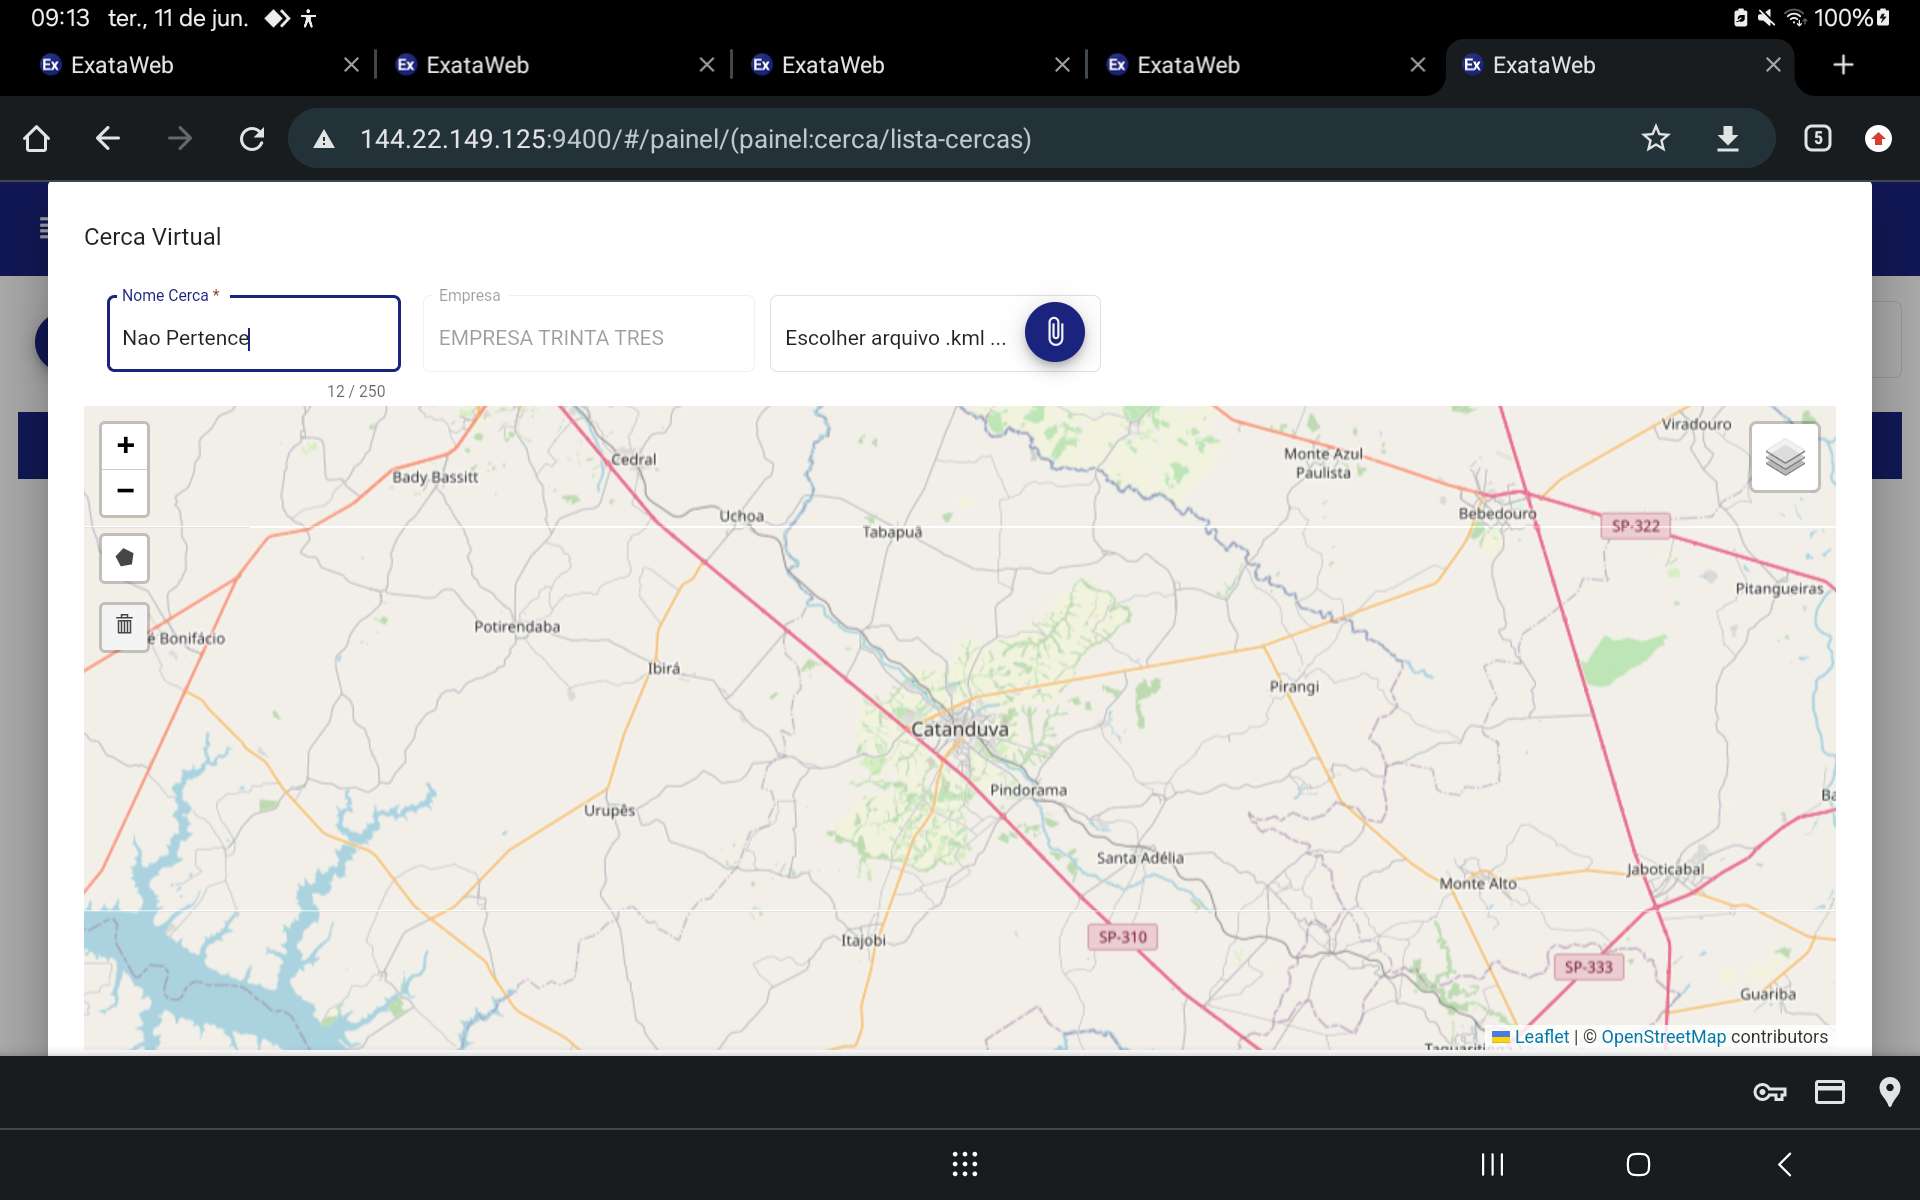 09:13 ter., 11 de jun. 100%
Ex ExataWeb
Ex ExataWeb
Ex ExataWeb
Ex ExataWeb
Ex ExataWeb
144.22.149.125:9400/#/painel/(painel:cerca/lista-cercas)
5
Cerca Virtual
Nome Cerca *
Nao Pertence
12 / 250
Empresa
EMPRESA TRINTA TRES
Escolher arquivo .kml ...
+
−
Viradouro
Monte Azul
Paulista
Cedral
Bady Bassitt
Uchoa
Tabapuã
Bebedouro
SP-322
Pitangueiras
é Bonifácio
Potirendaba
Ibirá
Pirangi
Catanduva
Pindorama
Ba
Urupês
Santa Adélia
Jaboticabal
Monte Alto
Itajobi
SP-310
SP-333
Guariba
Leaflet | © OpenStreetMap contributors